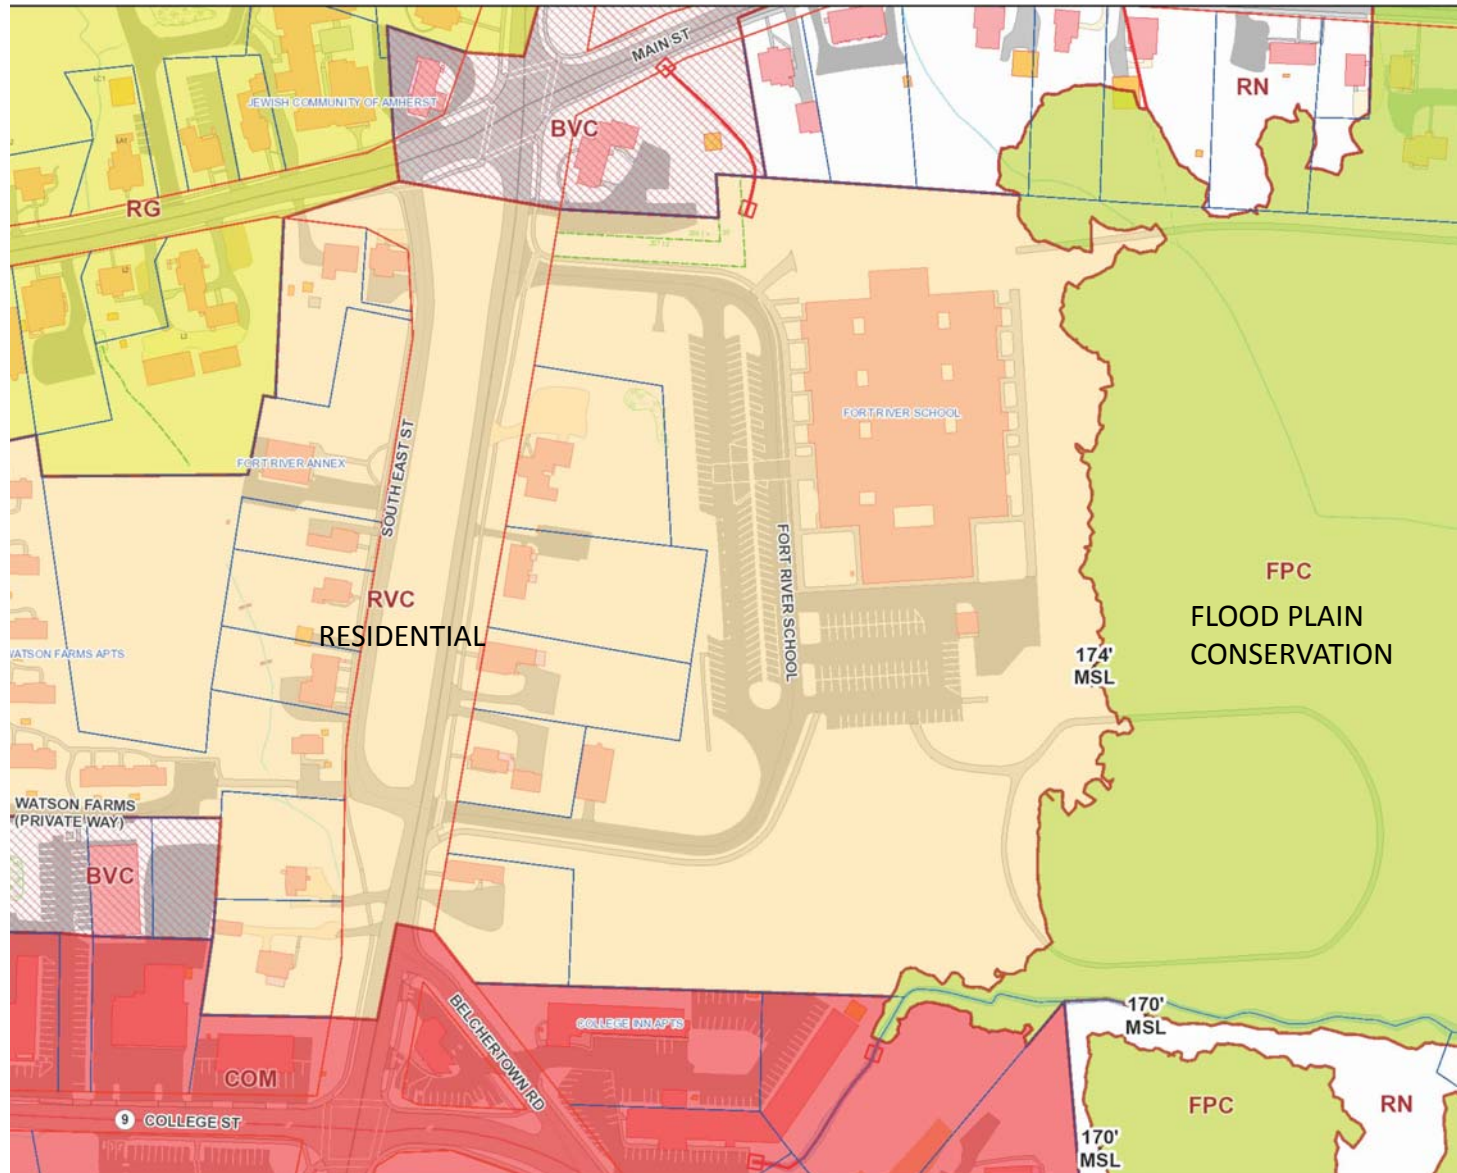 MAIN ST
RN
JEWISH COMMUNITY OF AMHERST
BVC
RG
FORT RIVER SCHOOL
SOUTH EAST ST
FORT RIVER ANNEX
FORT RIVER SCHOOL
FPC
RVC
RESIDENTIAL
FLOOD PLAIN
CONSERVATION
WATSON FARMS APTS
174'
MSL
WATSON FARMS
(PRIVATE WAY)
BVC
170'
MSL
BELCHERTOWN RD
COLLEGE INN APTS
COM
FPC
RN
9 COLLEGE ST
170'
MSL